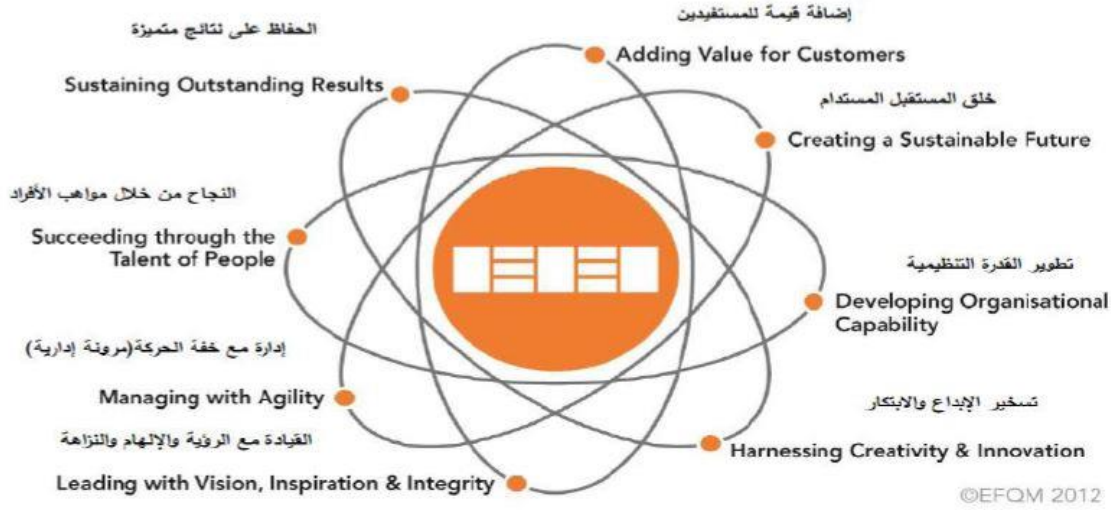 إضافة قيمة للمستفيدين
Adding Value for Customers
خلق المستقبل المستدام
Creating a Sustainable Future
تطوير القدرة التنظيمية
Developing Organisational
Capability
تسخير الإبداع والابتكار
Harnessing Creativity & Innovation
القيادة مع الرؤية والإلهام والنزاهة
Leading with Vision, Inspiration & Integrity
إدارة مع خفة الحركة(مرونة إدارية)
Managing with Agility
النجاح من خلال مواهب الأفراد
Succeeding through the
Talent of People
الحفاظ على نتائج متميزة
Sustaining Outstanding Results
©EFQM 2012